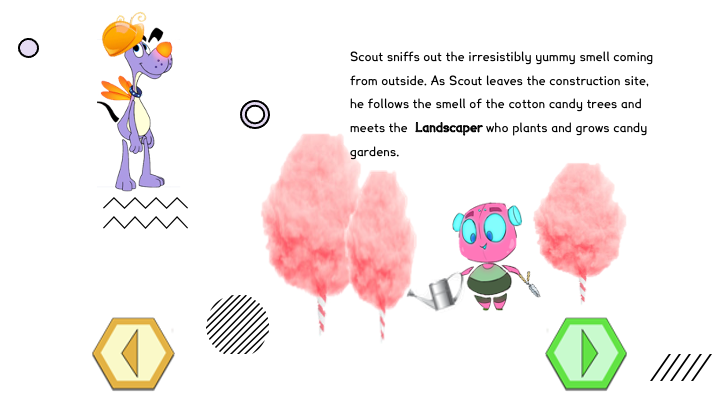 Scout sniffs out the irresistibly yummy smell coming
from outside. As Scout leaves the construction site,
he follows the smell of the cotton candy trees and
meets the Landscaper who plants and grows candy
gardens.